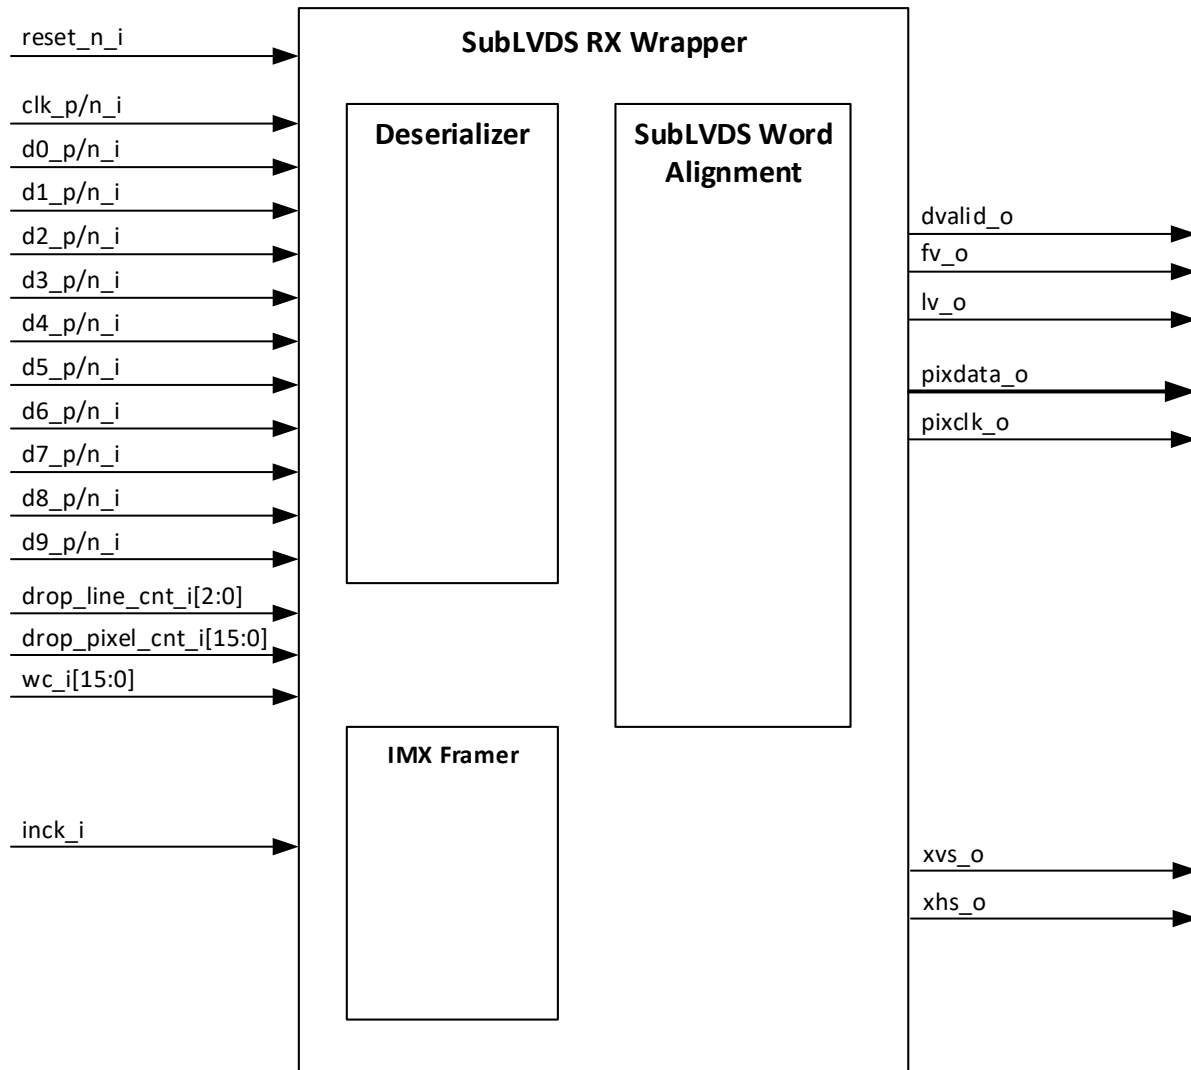 SubLVDS RX Wrapper
reset_n_i
clk_p/n_i
d0_p/n_i
d1_p/n_i
d2_p/n_i
d3_p/n_i
d4_p/n_i
d5_p/n_i
d6_p/n_i
d7_p/n_i
d8_p/n_i
d9_p/n_i
drop_line_cnt_i[2:0]
drop_pixel_cnt_i[15:0]
wc_i[15:0]
inck_i
Deserializer
SubLVDS Word
Alignment
IMX Framer
dvalid_o
fv_o
lv_o
pixdata_o
pixclk_o
xvs_o
xhs_o